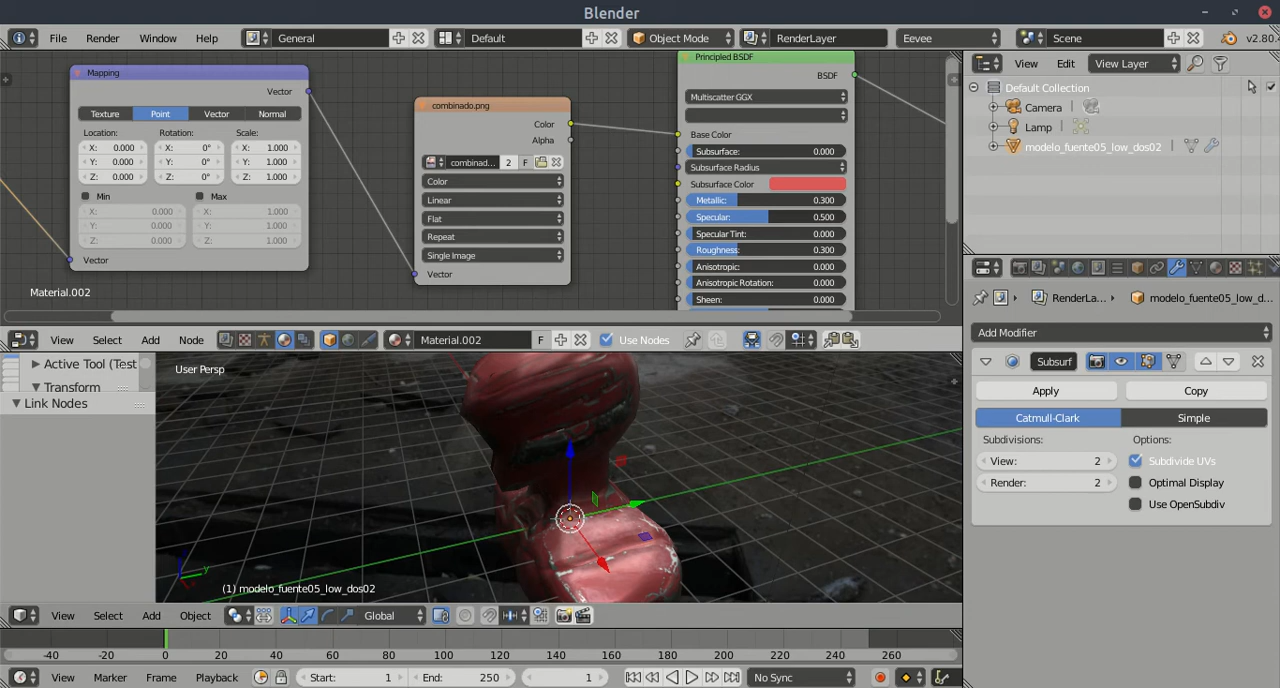 Blender
File Render Window Help General Default Object Mode RenderLayer Eevee Scene v2.80.
View Edit View Layer
Default Collection
Camera
Lamp
modelo_fuente05_low_dos02
Mapping
Vector
Texture Point Vector Normal
Location: Rotation: Scale:
X: 0.000 X: 0° X: 1.000
Y: 0.000 Y: 0° Y: 1.000
Z: 0.000 Z: 0° Z: 1.000
Min Max
X: 0.000 X: 1.000
Y: 0.000 Y: 1.000
Z: 0.000 Z: 1.000
Vector
combinado.png
Color
Alpha
combinad... 2 F
Color
Linear
Flat
Repeat
Single Image
Vector
Principled BSDF
BSDF
Multiscatter GGX
Base Color
Subsurface: 0.000
Subsurface Radius
Subsurface Color
Metallic: 0.300
Specular: 0.500
Specular Tint: 0.000
Roughness: 0.300
Anisotropic: 0.000
Anisotropic Rotation: 0.000
Sheen: 0.000
Material.002
View Select Add Node Material.002 F Use Nodes
RenderLa... modelo_fuente05_low_d...
Add Modifier
Subsurf
Apply Copy
Catmull-Clark Simple
Subdivisions: Options:
View: 2 Subdivide UVs
Render: 2 Optimal Display
Use OpenSubdiv
Active Tool (Test
Transform
Link Nodes
User Persp
y
(1) modelo_fuente05_low_dos02
View Select Add Object Global
-40 -20 0 20 40 60 80 100 120 140 160 180 200 220 240 260
View Marker Frame Playback Start: 1 End: 250 1 No Sync